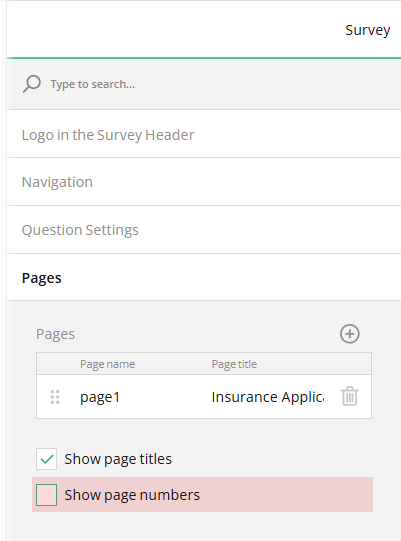 Survey
Type to search...
Logo in the Survey Header
Navigation
Question Settings
Pages
Pages
Page name Page title
page1 Insurance Applic
Show page titles
Show page numbers